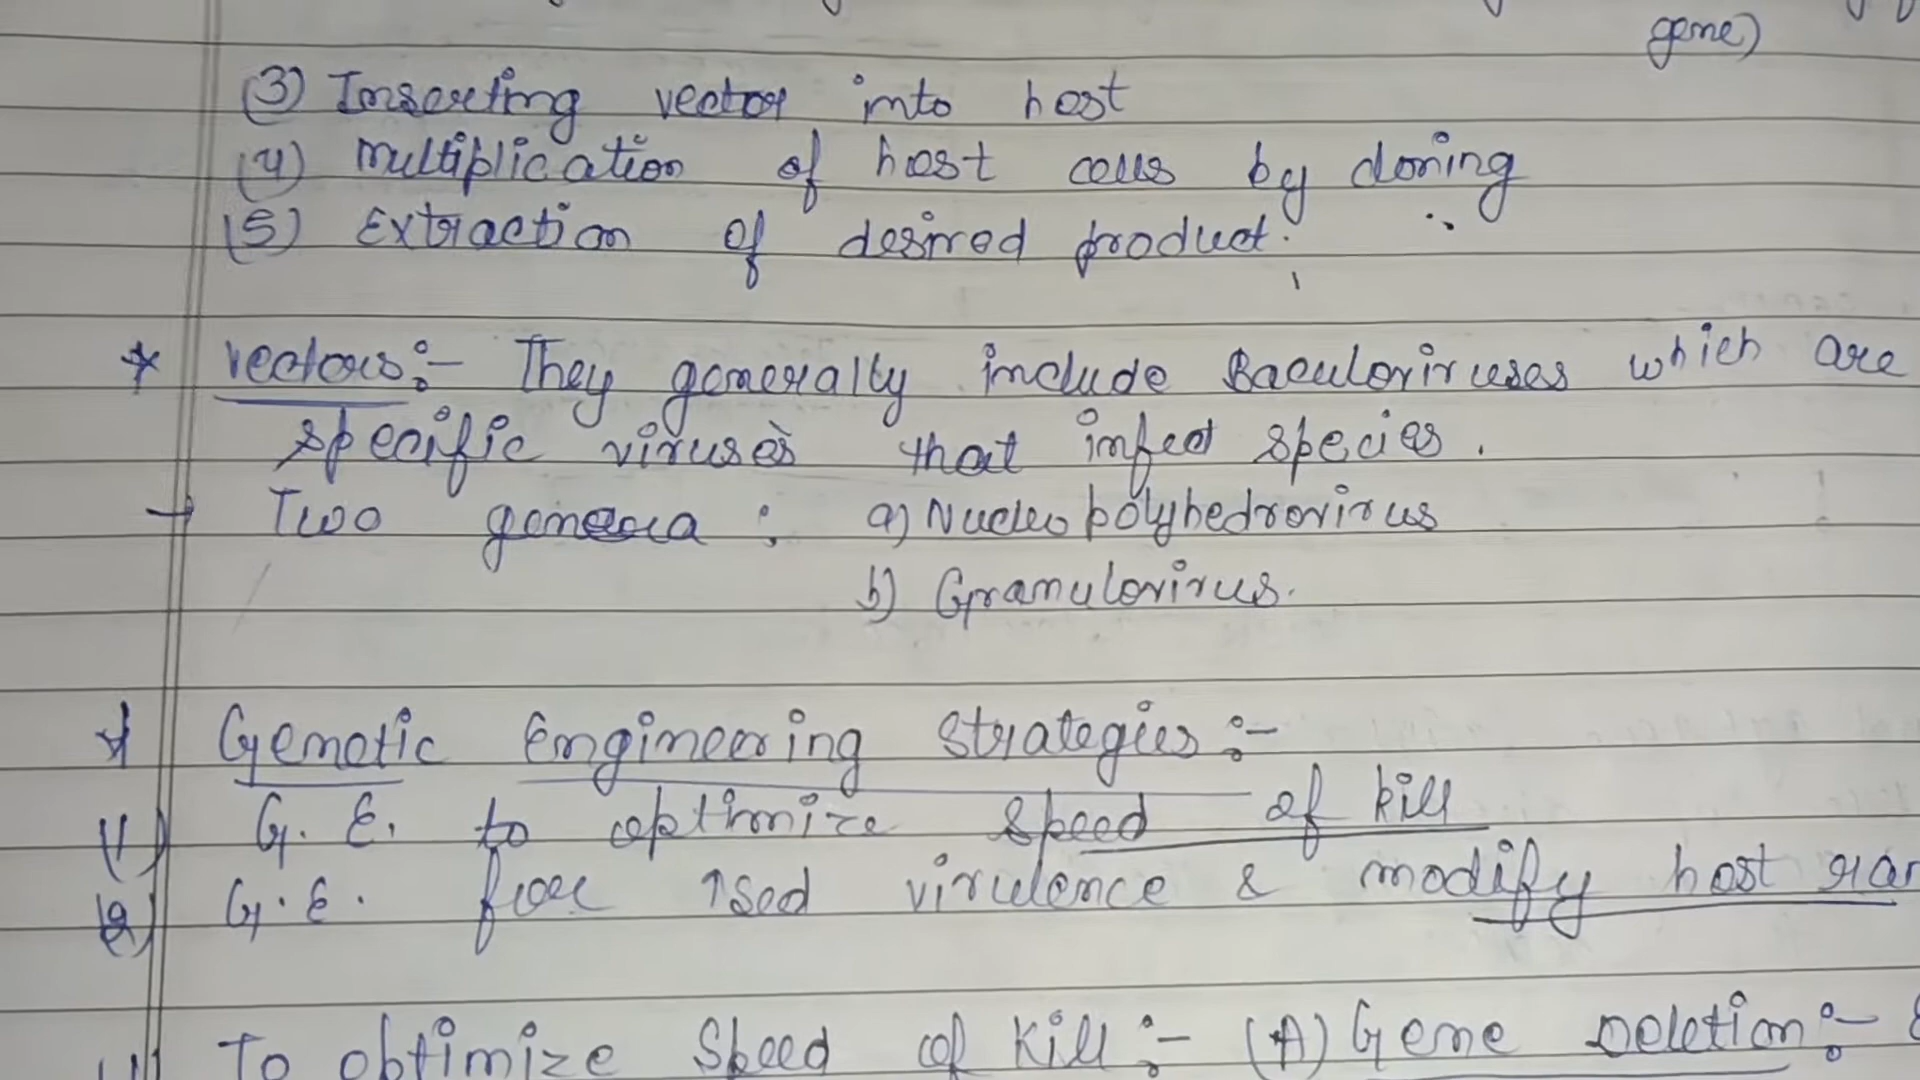 gene)
(3) Inserting vector into host
(4) Multiplication of host cells by cloning
(5) Extraction of desired product.
* Vectors:- They generally include Baculoviruses which are
specific viruses that infect species.
→ Two genera : a) Nucleopolyhedrovirus
b) Granulovirus.
* Genetic Engineering Strategies :-
(1) G. E. to optimize speed of kill
(2) G. E. for ↑sed virulence & modify host ran
(1) To optimize Speed of Kill :- (A) Gene Deletion :-